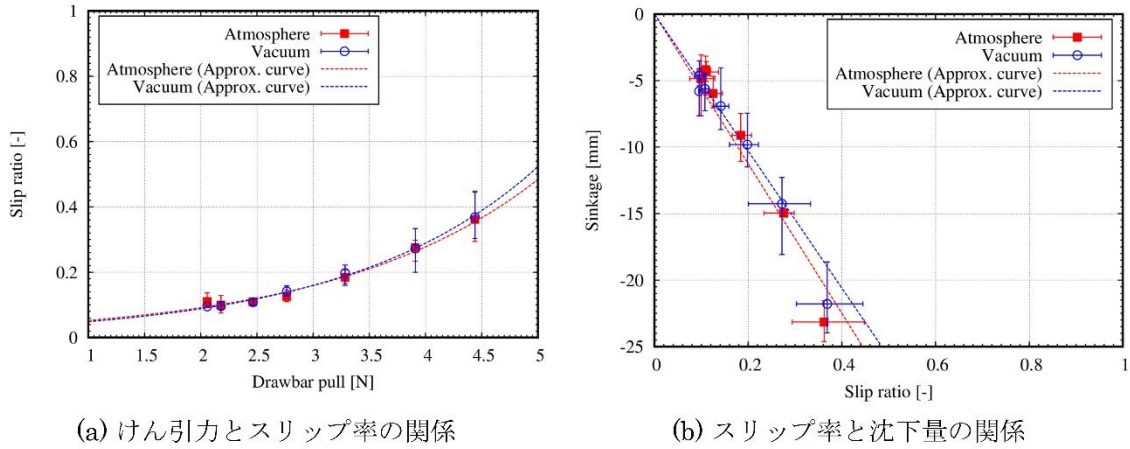 Atmosphere
Vacuum
Atmosphere (Approx. curve)
Vacuum (Approx. curve)
Slip ratio [-]
1
0.8
0.6
0.4
0.2
0
1
1.5
2
2.5
3
3.5
4
4.5
5
Drawbar pull [N]
(a) けん引力とスリップ率の関係
Atmosphere
Vacuum
Atmosphere (Approx. curve)
Vacuum (Approx. curve)
Sinkage [mm]
0
-5
-10
-15
-20
-25
0
0.2
0.4
0.6
0.8
1
Slip ratio [-]
(b) スリップ率と沈下量の関係